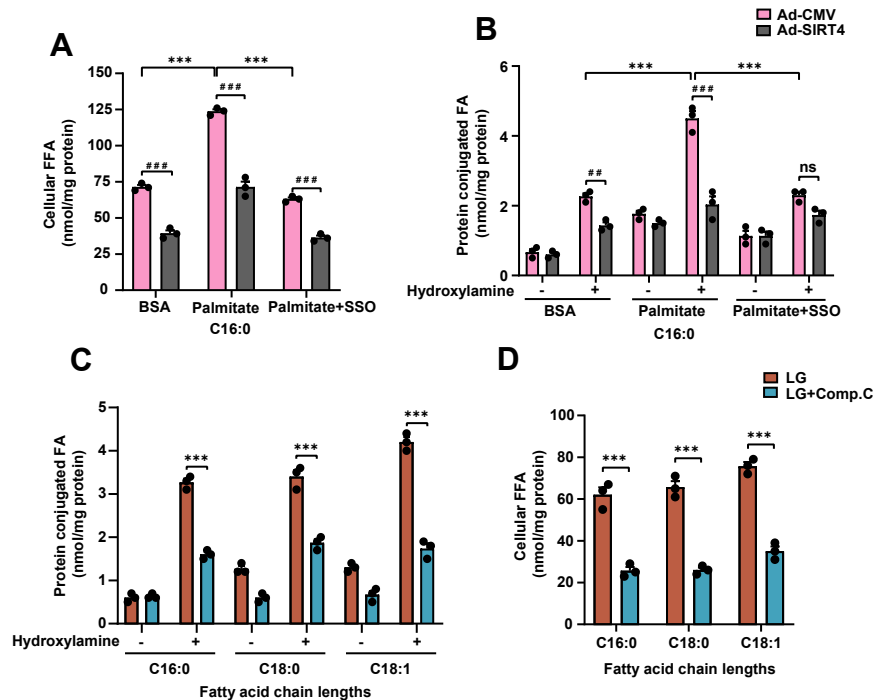 A
Cellular FFA
(nmol/mg protein)
150
125
100
75
50
25
0
***
***
###
###
###
BSA
Palmitate
Palmitate+SSO
C16:0
B
Ad-CMV
Ad-SIRT4
Protein conjugated FA
(nmol/mg protein)
6
4
2
0
***
***
##
###
ns
Hydroxylamine
-
+
-
+
-
+
BSA
Palmitate
Palmitate+SSO
C16:0
C
Protein conjugated FA
(nmol/mg protein)
5
4
3
2
1
0
***
***
***
Hydroxylamine
-
+
-
+
-
+
C16:0
C18:0
C18:1
Fatty acid chain lengths
D
LG
LG+Comp.C
Cellular FFA
(nmol/mg protein)
100
80
60
40
20
0
***
***
***
C16:0
C18:0
C18:1
Fatty acid chain lengths